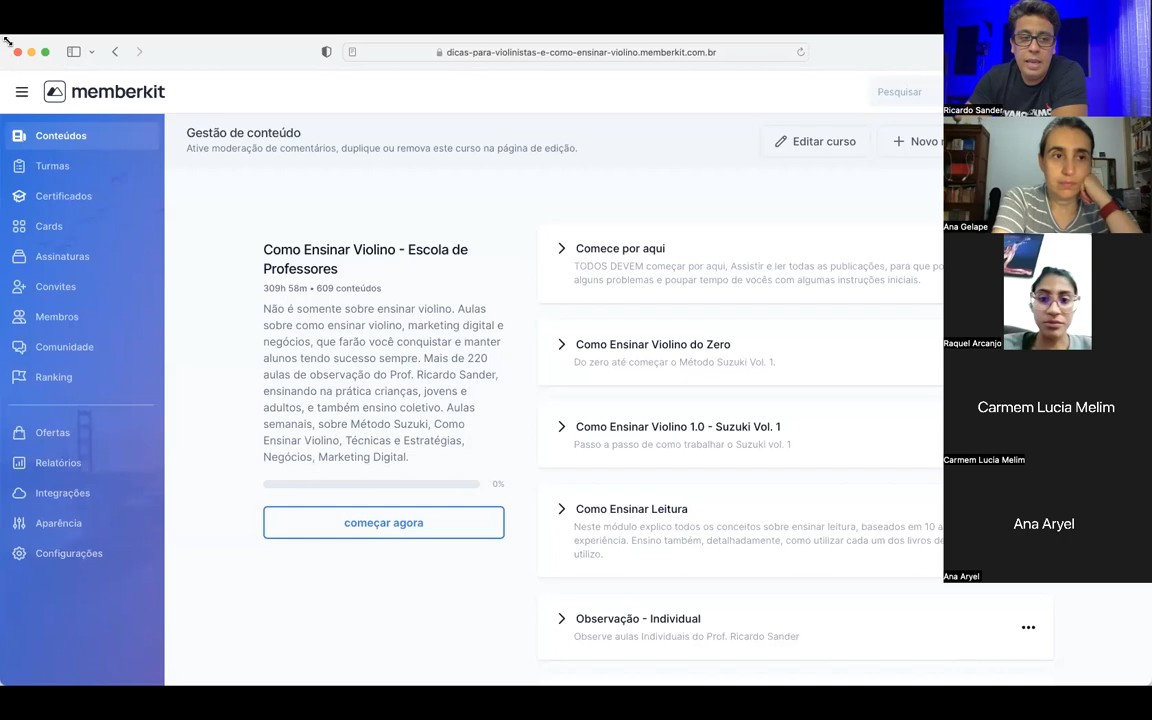 dicas-para-violinistas-e-como-ensinar-violino.memberkit.com.br
memberkit
Pesquisar
Conteúdos
Turmas
Certificados
Cards
Assinaturas
Convites
Membros
Comunidade
Ranking
Ofertas
Relatórios
Integrações
Aparência
Configurações
Gestão de conteúdo
Ative moderação de comentários, duplique ou remova este curso na página de edição.
Editar curso
Novo
Como Ensinar Violino - Escola de
Professores
309h 58m • 609 conteúdos
Não é somente sobre ensinar violino. Aulas
sobre como ensinar violino, marketing digital e
negócios, que farão você conquistar e manter
alunos tendo sucesso sempre. Mais de 220
aulas de observação do Prof. Ricardo Sander,
ensinando na prática crianças, jovens e
adultos, e também ensino coletivo. Aulas
semanais, sobre Método Suzuki, Como
Ensinar Violino, Técnicas e Estratégias,
Negócios, Marketing Digital.
0%
começar agora
Comece por aqui
TODOS DEVEM começar por aqui, Assistir e ler todas as publicações, para que po
alguns problemas e poupar tempo de vocês com algumas instruções iniciais.
Como Ensinar Violino do Zero
Do zero até começar o Método Suzuki Vol. 1.
Como Ensinar Violino 1.0 - Suzuki Vol. 1
Passo a passo de como trabalhar o Suzuki vol. 1
Como Ensinar Leitura
Neste módulo explico todos os conceitos sobre ensinar leitura, baseados em 10 a
experiência. Ensino também, detalhadamente, como utilizar cada um dos livros de
utilizo.
Observação - Individual
Observe aulas Individuais do Prof. Ricardo Sander
Ricardo Sander
Ana Gelape
Raquel Arcanjo
Carmem Lucia Melim
Carmem Lucia Melim
Ana Aryel
Ana Aryel